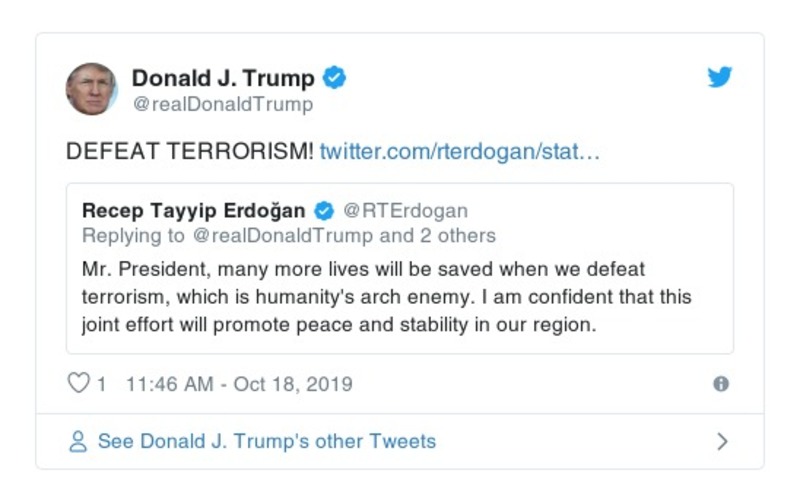 Donald J. Trump
@realDonaldTrump
DEFEAT TERRORISM! twitter.com/rterdogan/stat…
Recep Tayyip Erdoğan @RTErdogan
Replying to @realDonaldTrump and 2 others
Mr. President, many more lives will be saved when we defeat
terrorism, which is humanity's arch enemy. I am confident that this
joint effort will promote peace and stability in our region.
1 11:46 AM - Oct 18, 2019
See Donald J. Trump's other Tweets